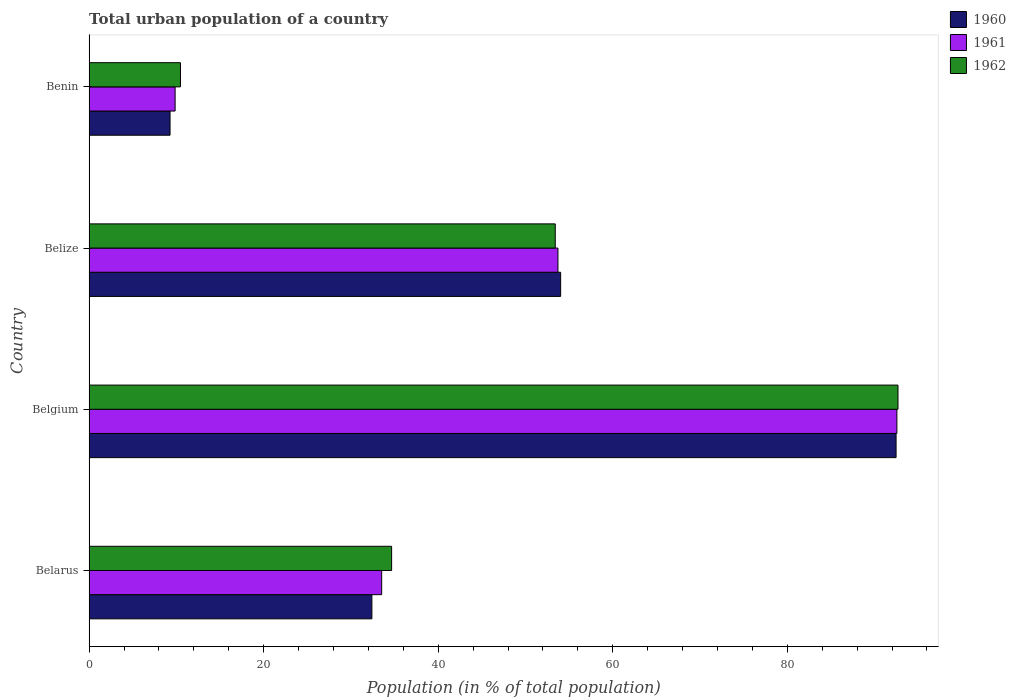 Total urban population of a country
1960
1961
1962
Benin
Belize
Belgium
Belarus
Country
0
20
40
60
80
Population (in % of total population)